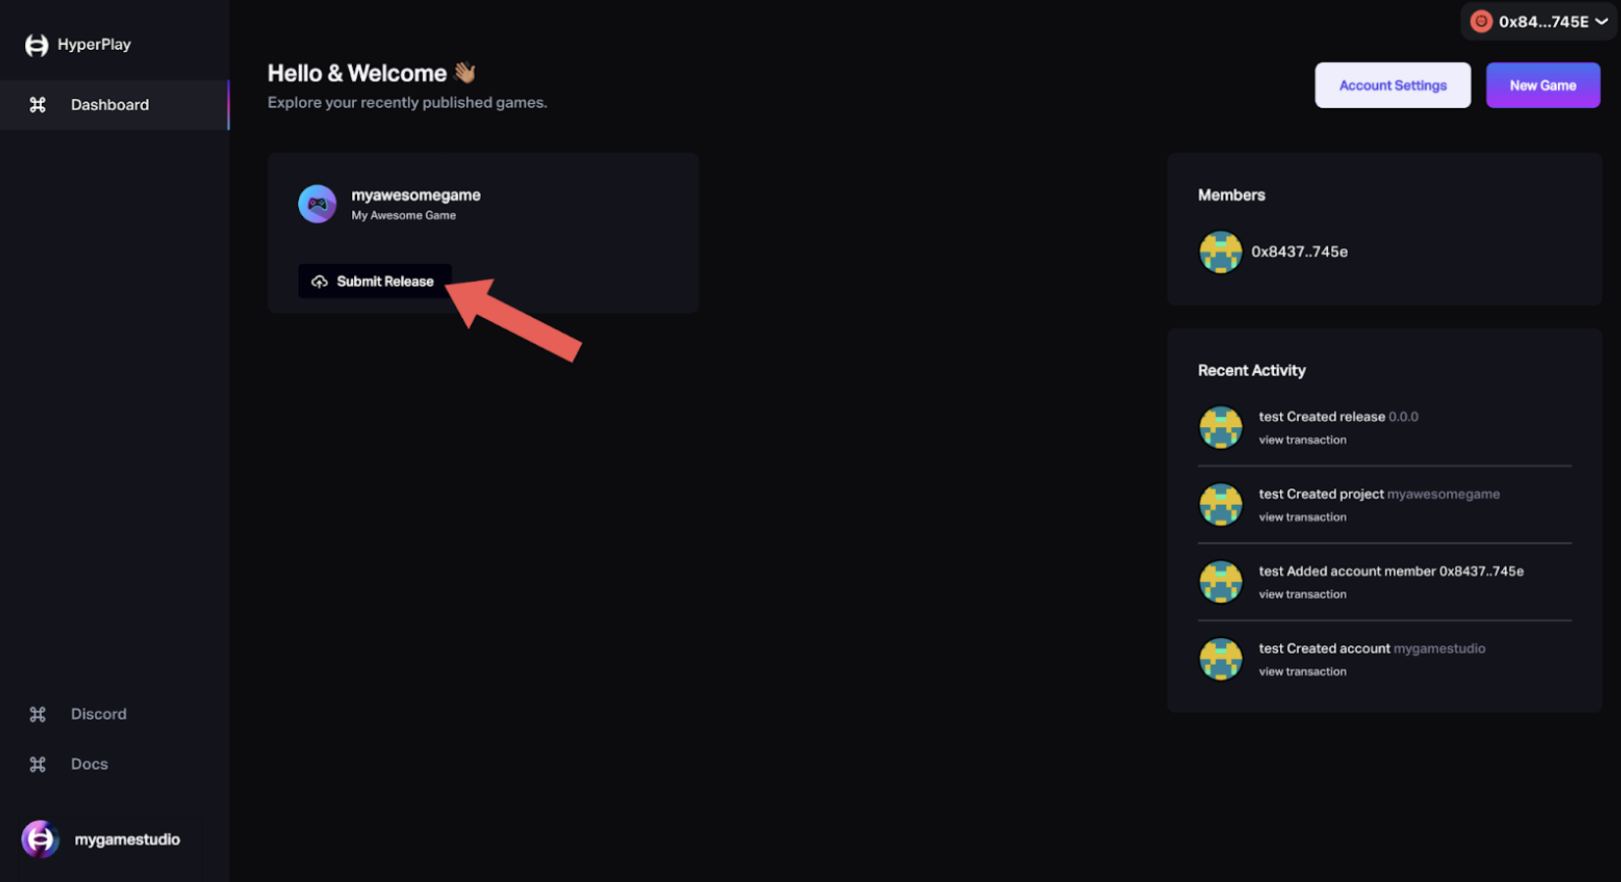 HyperPlay
0x84...745E
Dashboard
Hello & Welcome 👋🏽
Explore your recently published games.
Account Settings
New Game
myawesomegame
My Awesome Game
Submit Release
Members
0x8437..745e
Recent Activity
test Created release 0.0.0
view transaction
test Created project myawesomegame
view transaction
test Added account member 0x8437..745e
view transaction
test Created account mygamestudio
view transaction
Discord
Docs
mygamestudio